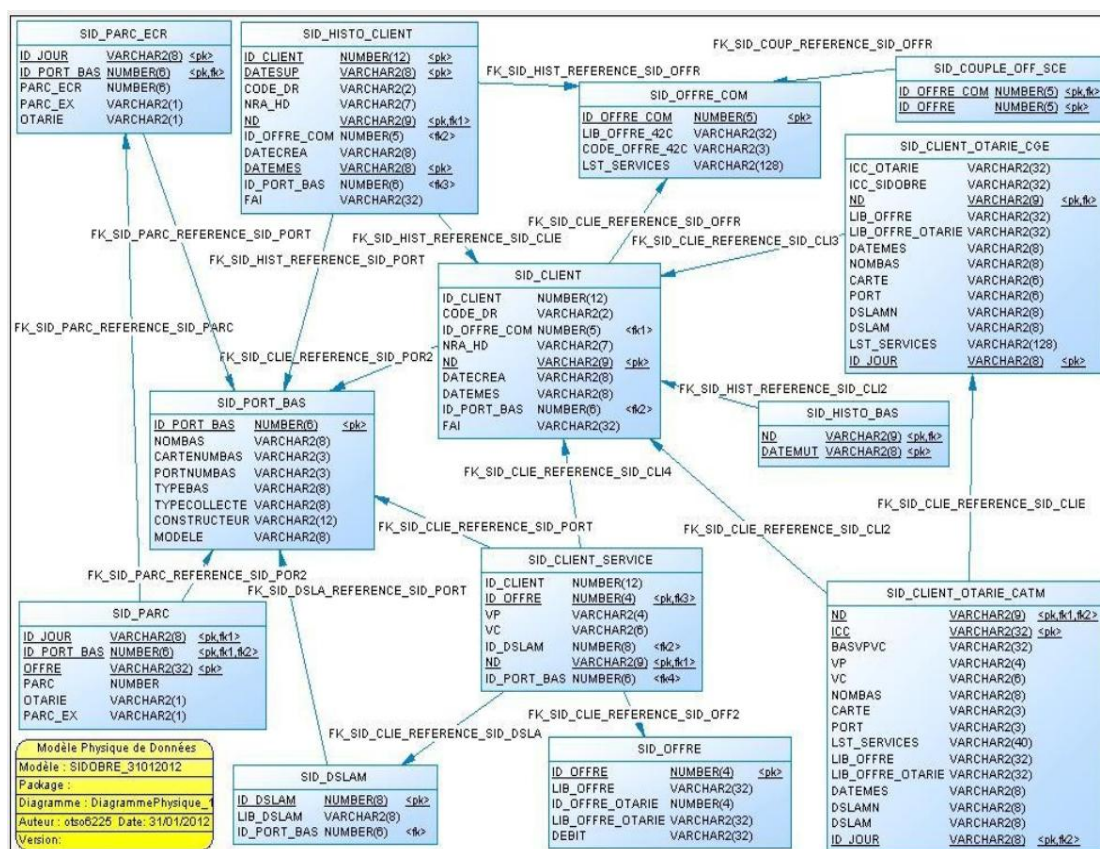 SID_PARC_ECR
ID_JOUR VARCHAR2(8) <pk>
ID_PORT_BAS NUMBER(6) <pk,fk>
PARC_ECR NUMBER(6)
PARC_EX VARCHAR2(1)
OTARIE VARCHAR2(1)
SID_HISTO_CLIENT
ID_CLIENT NUMBER(12) <pk>
DATESUP VARCHAR2(8) <pk>
CODE_DR VARCHAR2(2)
NRA_HD VARCHAR2(7)
ND VARCHAR2(9) <pk,fk1>
ID_OFFRE_COM NUMBER(5) <fk2>
DATECREA VARCHAR2(8)
DATEMES VARCHAR2(8) <pk>
ID_PORT_BAS NUMBER(6) <fk3>
FAI VARCHAR2(32)
FK_SID_COUP_REFERENCE_SID_OFFR
FK_SID_HIST_REFERENCE_SID_OFFR
SID_OFFRE_COM
ID_OFFRE_COM NUMBER(5) <pk>
LIB_OFFRE_42C VARCHAR2(32)
CODE_OFFRE_42C VARCHAR2(3)
LST_SERVICES VARCHAR2(128)
SID_COUPLE_OFF_SCE
ID_OFFRE_COM NUMBER(5) <pk,fk>
ID_OFFRE NUMBER(5) <pk>
SID_CLIENT_OTARIE_CGE
ICC_OTARIE VARCHAR2(32)
ICC_SIDOBRE VARCHAR2(32)
ND VARCHAR2(9) <pk,fk>
LIB_OFFRE VARCHAR2(32)
LIB_OFFRE_OTARIE VARCHAR2(32)
DATEMES VARCHAR2(8)
NOMBAS VARCHAR2(8)
CARTE VARCHAR2(6)
PORT VARCHAR2(6)
DSLAMN VARCHAR2(8)
DSLAM VARCHAR2(8)
LST_SERVICES VARCHAR2(128)
ID_JOUR VARCHAR2(8) <pk>
FK_SID_PARC_REFERENCE_SID_PORT
FK_SID_HIST_REFERENCE_SID_CLIE
FK_SID_CLIE_REFERENCE_SID_OFFR
FK_SID_CLIE_REFERENCE_SID_CLI3
FK_SID_HIST_REFERENCE_SID_PORT
SID_CLIENT
ID_CLIENT NUMBER(12)
CODE_DR VARCHAR2(2)
ID_OFFRE_COM NUMBER(5) <fk1>
NRA_HD VARCHAR2(7)
ND VARCHAR2(9) <pk>
DATECREA VARCHAR2(8)
DATEMES VARCHAR2(8)
ID_PORT_BAS NUMBER(6) <fk2>
FAI VARCHAR2(32)
FK_SID_PARC_REFERENCE_SID_PARC
FK_SID_CLIE_REFERENCE_SID_POR2
FK_SID_HIST_REFERENCE_SID_CLI2
SID_PORT_BAS
ID_PORT_BAS NUMBER(6) <pk>
NOMBAS VARCHAR2(8)
CARTENUMBAS VARCHAR2(3)
PORTNUMBAS VARCHAR2(3)
TYPEBAS VARCHAR2(8)
TYPECOLLECTE VARCHAR2(8)
CONSTRUCTEUR VARCHAR2(12)
MODELE VARCHAR2(8)
SID_HISTO_BAS
ND VARCHAR2(9) <pk,fk>
DATEMUT VARCHAR2(8) <pk>
FK_SID_CLIE_REFERENCE_SID_CLI4
FK_SID_CLIE_REFERENCE_SID_CLIE
FK_SID_CLIE_REFERENCE_SID_PORT
FK_SID_CLIE_REFERENCE_SID_CLI2
SID_CLIENT_SERVICE
ID_CLIENT NUMBER(12)
ID_OFFRE NUMBER(4) <pk,fk3>
VP VARCHAR2(4)
VC VARCHAR2(6)
ID_DSLAM NUMBER(8) <fk2>
ND VARCHAR2(9) <pk,fk1>
ID_PORT_BAS NUMBER(6) <fk4>
FK_SID_PARC_REFERENCE_SID_POR2
FK_SID_DSLA_REFERENCE_SID_PORT
SID_PARC
ID_JOUR VARCHAR2(8) <pk,fk1>
ID_PORT_BAS NUMBER(6) <pk,fk1,fk2>
OFFRE VARCHAR2(32) <pk>
PARC NUMBER
OTARIE VARCHAR2(1)
PARC_EX VARCHAR2(1)
SID_CLIENT_OTARIE_CATM
ND VARCHAR2(9) <pk,fk1,fk2>
ICC VARCHAR2(32) <pk>
BASVPVC VARCHAR2(32)
VP VARCHAR2(4)
VC VARCHAR2(6)
NOMBAS VARCHAR2(8)
CARTE VARCHAR2(3)
PORT VARCHAR2(3)
LST_SERVICES VARCHAR2(40)
LIB_OFFRE VARCHAR2(32)
LIB_OFFRE_OTARIE VARCHAR2(32)
DATEMES VARCHAR2(8)
DSLAMN VARCHAR2(8)
DSLAM VARCHAR2(8)
ID_JOUR VARCHAR2(8) <pk,fk2>
FK_SID_CLIE_REFERENCE_SID_OFF2
FK_SID_CLIE_REFERENCE_SID_DSLA
SID_DSLAM
ID_DSLAM NUMBER(8) <pk>
LIB_DSLAM VARCHAR2(8)
ID_PORT_BAS NUMBER(6) <fk>
SID_OFFRE
ID_OFFRE NUMBER(4) <pk>
LIB_OFFRE VARCHAR2(32)
ID_OFFRE_OTARIE NUMBER(4)
LIB_OFFRE_OTARIE VARCHAR2(32)
DEBIT VARCHAR2(32)
Modèle Physique de Données
Modèle : SIDOBRE_31012012
Package :
Diagramme : DiagrammePhysique_1
Auteur : otso6225 Date: 31/01/2012
Version: